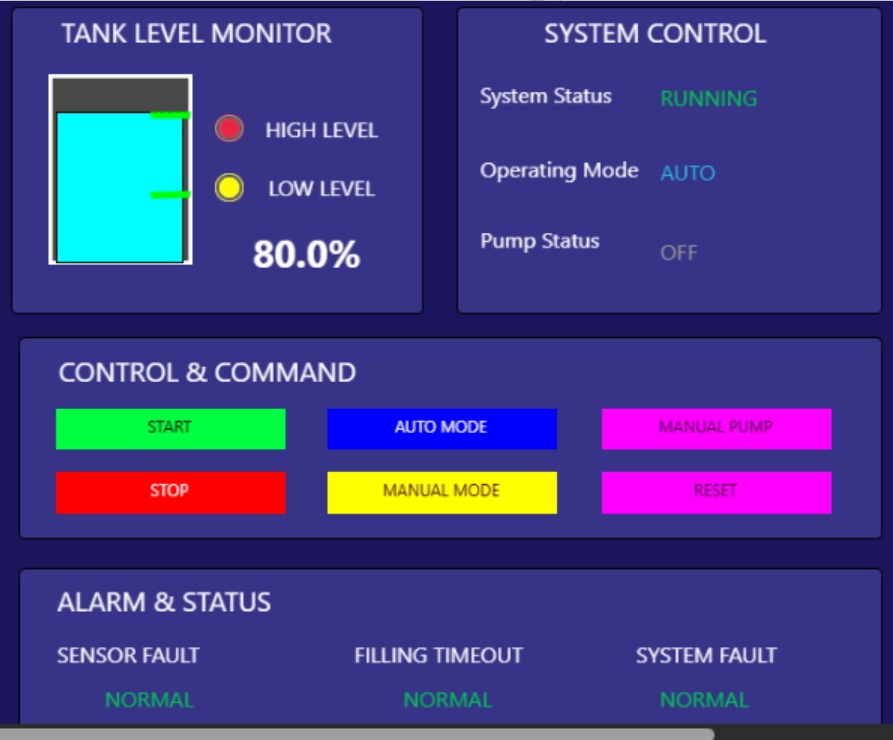 TANK LEVEL MONITOR
HIGH LEVEL
LOW LEVEL
80.0%
SYSTEM CONTROL
System Status RUNNING
Operating Mode AUTO
Pump Status OFF
CONTROL & COMMAND
START AUTO MODE MANUAL PUMP
STOP MANUAL MODE RESET
ALARM & STATUS
SENSOR FAULT FILLING TIMEOUT SYSTEM FAULT
NORMAL NORMAL NORMAL